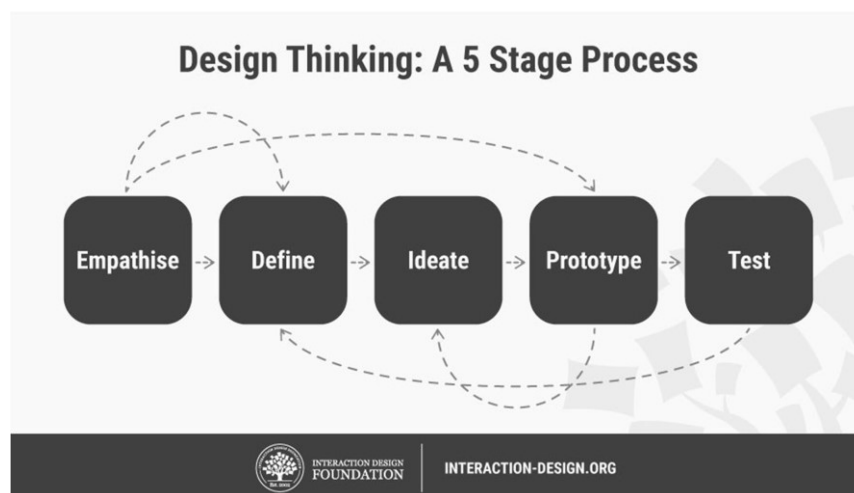 Design Thinking: A 5 Stage Process
Empathise
Define
Ideate
Prototype
Test
INTERACTION DESIGN
FOUNDATION
INTERACTION-DESIGN.ORG